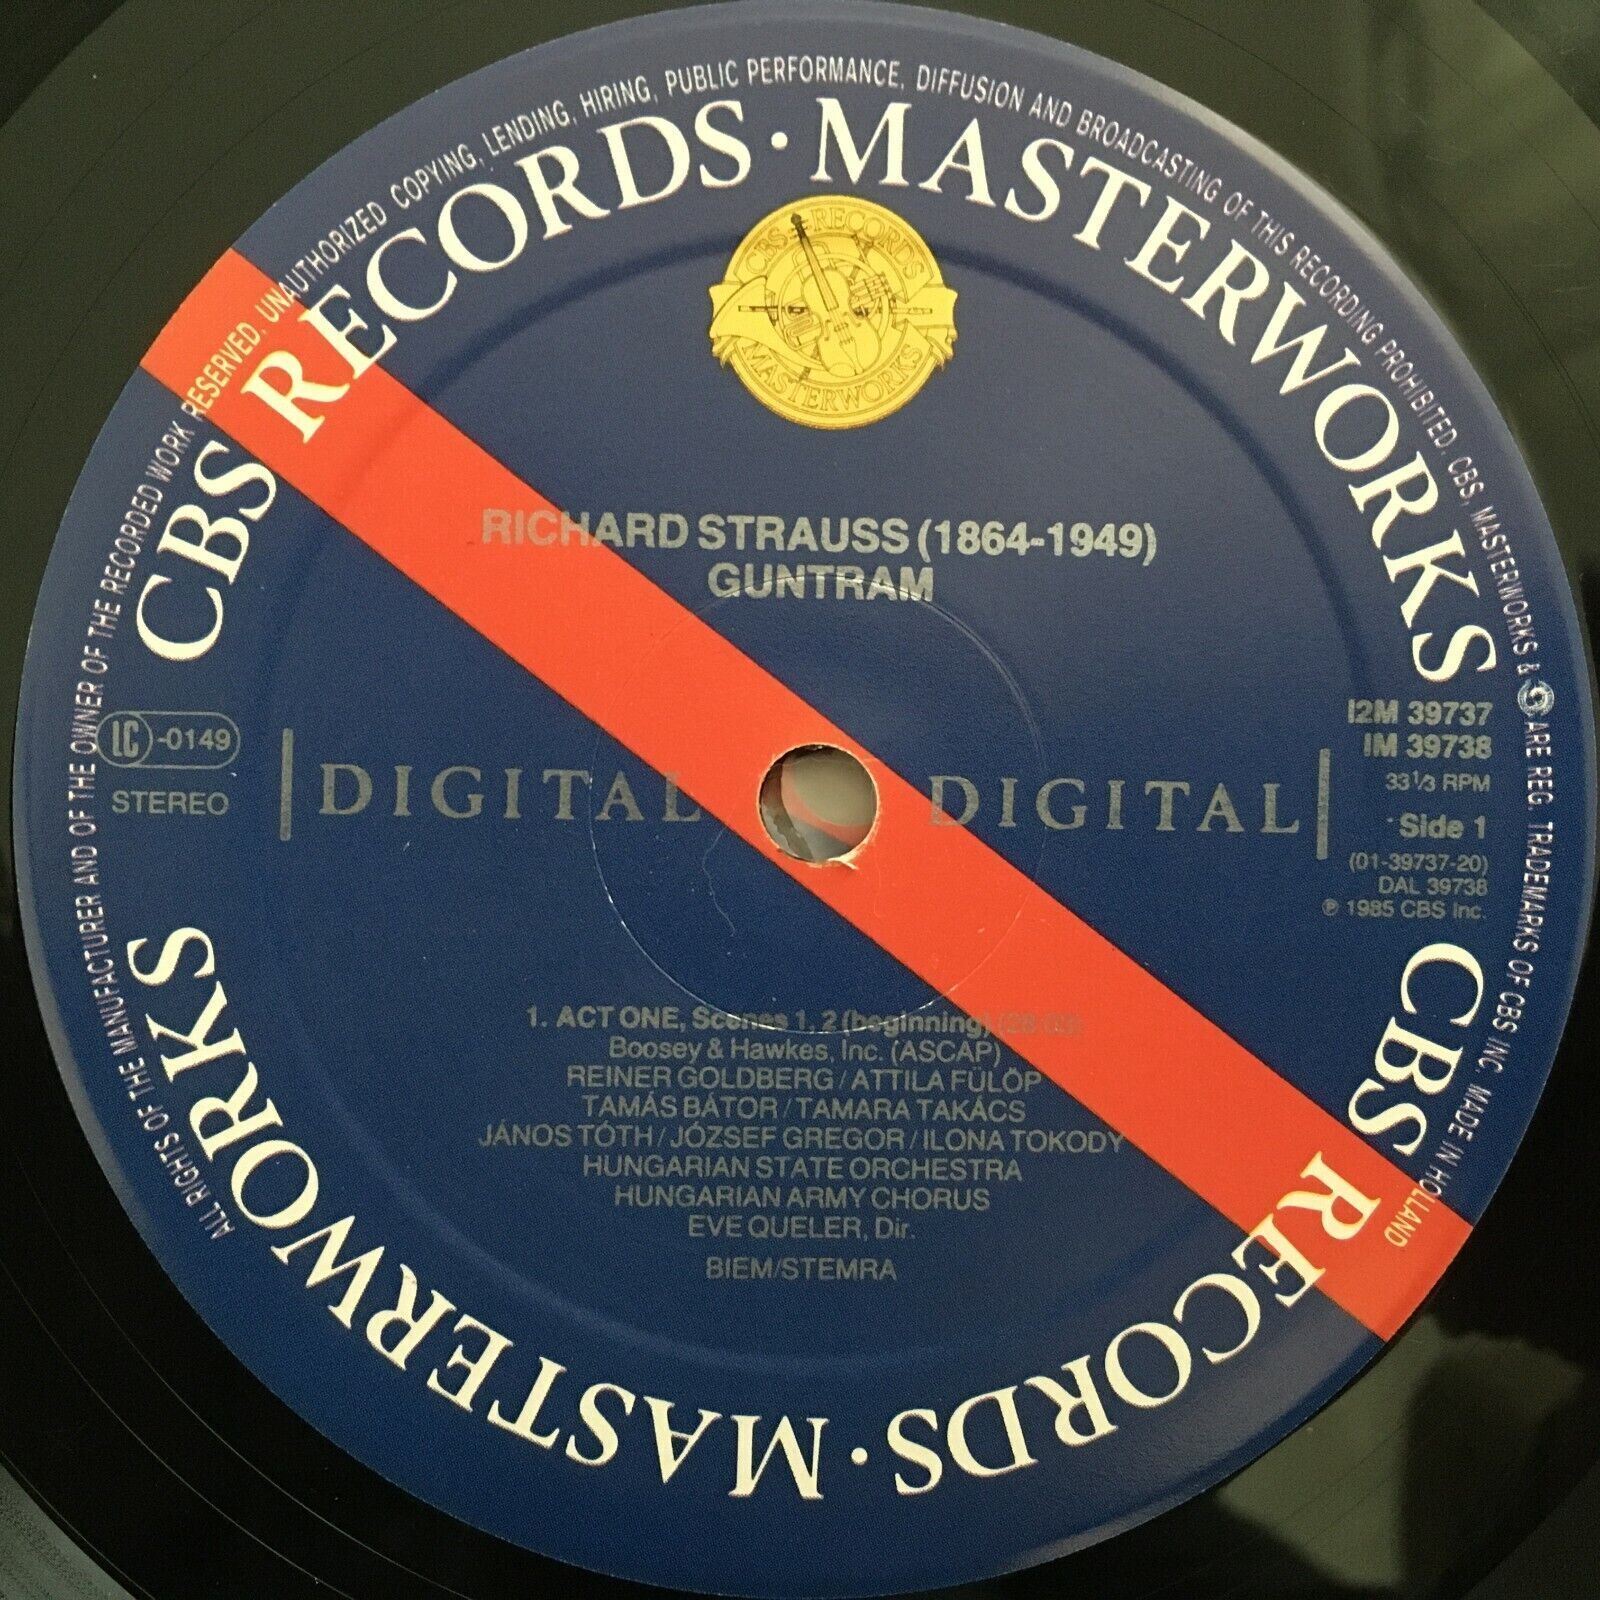 ALL RIGHTS OF THE MANUFACTURER AND OF THE OWNER OF THE RECORDED WORK RESERVED. UNAUTHORIZED COPYING, LENDING, HIRING, PUBLIC PERFORMANCE, DIFFUSION AND BROADCASTING OF THIS RECORDING PROHIBITED. CBS, MASTERWORKS & ARE REG. TRADEMARKS OF CBS INC. MADE IN HOLLAND
CBS RECORDS · MASTERWORKS
CBS RECORDS · MASTERWORKS
CBS RECORDS
MASTERWORKS
RICHARD STRAUSS (1864-1949)
GUNTRAM
LC -0149
STEREO
DIGITAL
DIGITAL
I2M 39737
IM 39738
33 1/3 RPM
Side 1
(01-39737-20)
DAL 39738
℗ 1985 CBS Inc.
1. ACT ONE, Scenes 1, 2 (beginning)
Boosey & Hawkes, Inc. (ASCAP)
REINER GOLDBERG / ATTILA FÜLÖP
TAMÁS BÁTOR / TAMARA TAKÁCS
JÁNOS TÓTH / JÓZSEF GREGOR / ILONA TOKODY
HUNGARIAN STATE ORCHESTRA
HUNGARIAN ARMY CHORUS
EVE QUELER, Dir.
BIEM/STEMRA